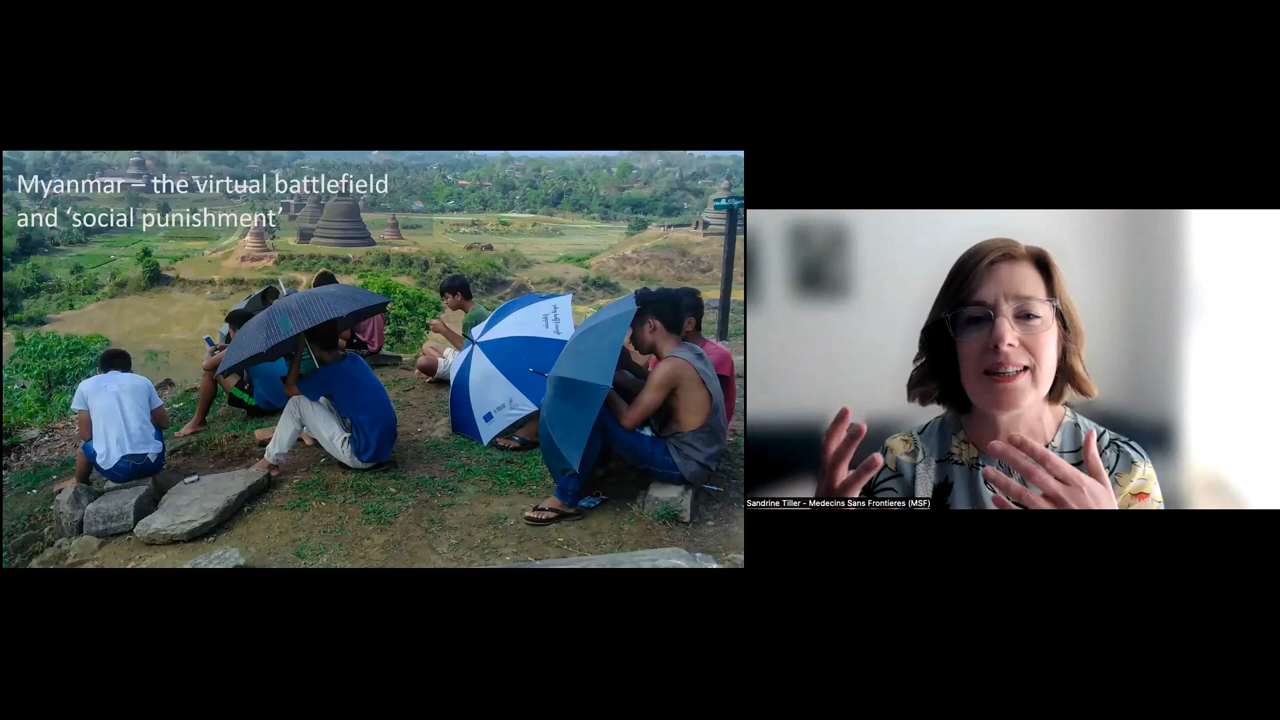 Myanmar – the virtual battlefield
and ‘social punishment’
Sandrine Tiller - Medecins Sans Frontieres (MSF)